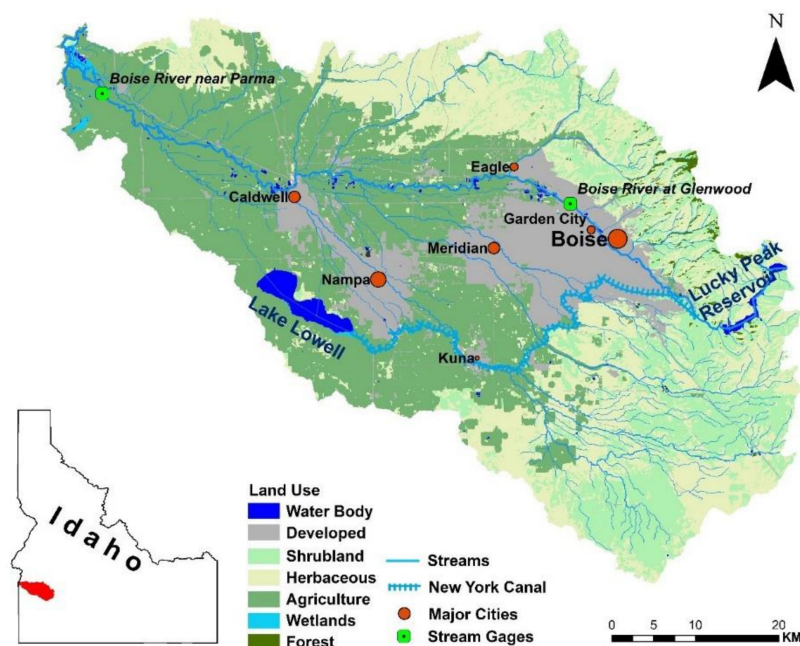 N
Boise River near Parma
Eagle
Boise River at Glenwood
Caldwell
Garden City
Boise
Meridian
Lucky Peak
Reservoir
Nampa
Lake Lowell
Kuna
Idaho
Land Use
Water Body
Developed
Shrubland
Herbaceous
Agriculture
Wetlands
Forest
Streams
New York Canal
Major Cities
Stream Gages
0 5 10 20
KM